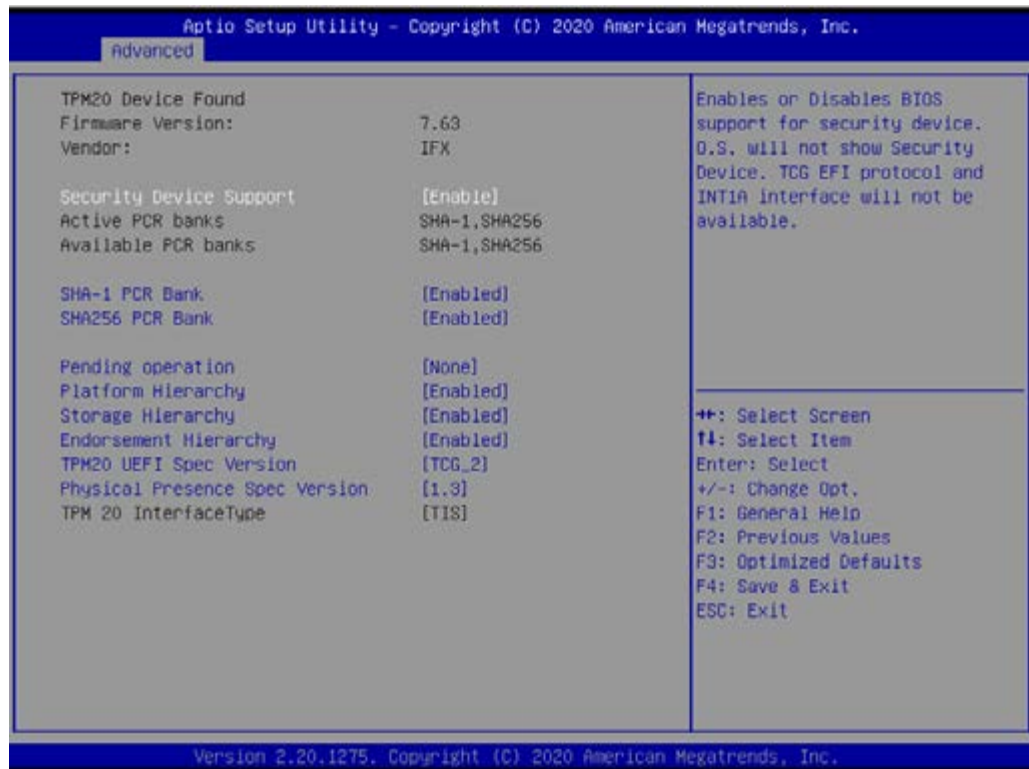 Aptio Setup Utility - Copyright (C) 2020 American Megatrends, Inc.
Advanced
TPM20 Device Found
Firmware Version: 7.63
Vendor: IFX
Security Device Support [Enable]
Active PCR banks SHA-1,SHA256
Available PCR banks SHA-1,SHA256
SHA-1 PCR Bank [Enabled]
SHA256 PCR Bank [Enabled]
Pending operation [None]
Platform Hierarchy [Enabled]
Storage Hierarchy [Enabled]
Endorsement Hierarchy [Enabled]
TPM20 UEFI Spec Version [TCG_2]
Physical Presence Spec Version [1.3]
TPM 20 InterfaceType [TIS]
Enables or Disables BIOS
support for security device.
O.S. will not show Security
Device. TCG EFI protocol and
INT1A interface will not be
available.
→←: Select Screen
↑↓: Select Item
Enter: Select
+/-: Change Opt.
F1: General Help
F2: Previous Values
F3: Optimized Defaults
F4: Save & Exit
ESC: Exit
Version 2.20.1275. Copyright (C) 2020 American Megatrends, Inc.